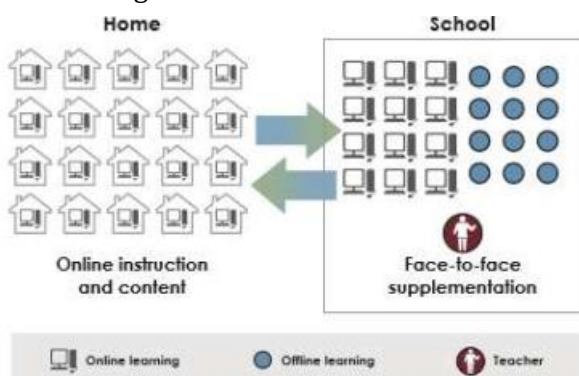 Home
School
Online instruction
and content
Face-to-face
supplementation
Online learning
Offline learning
Teacher